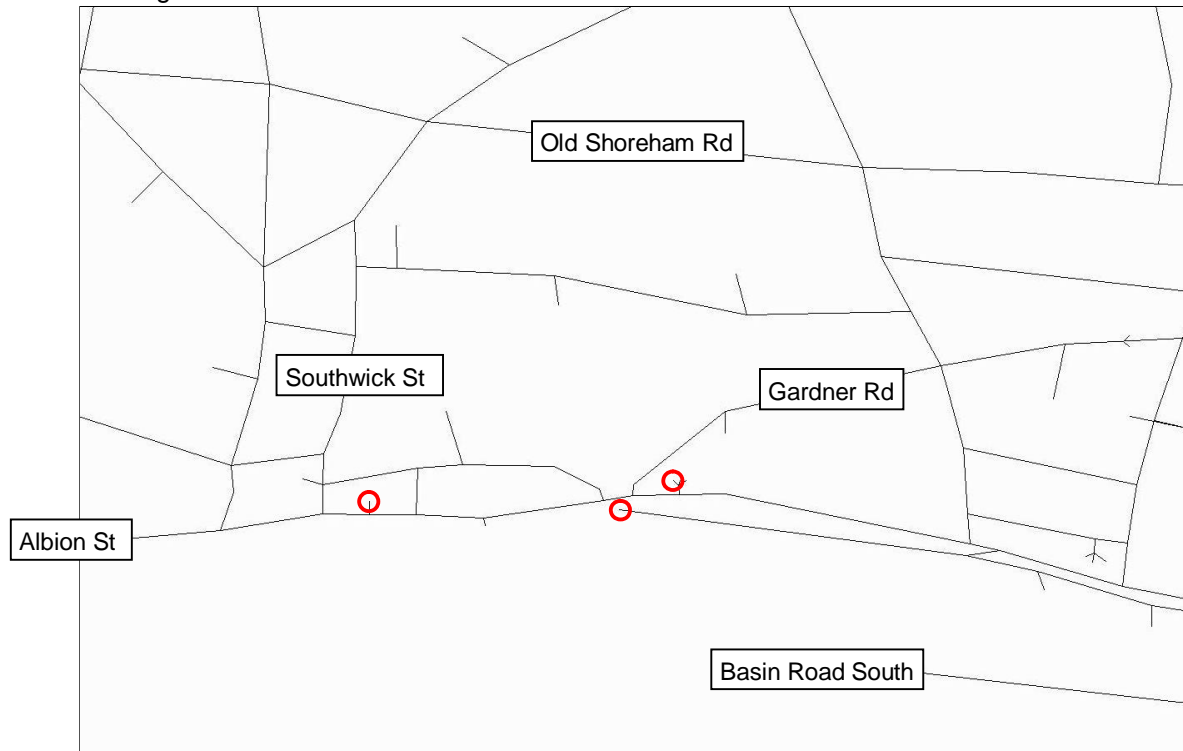 Old Shoreham Rd
Southwick St
Gardner Rd
Albion St
Basin Road South